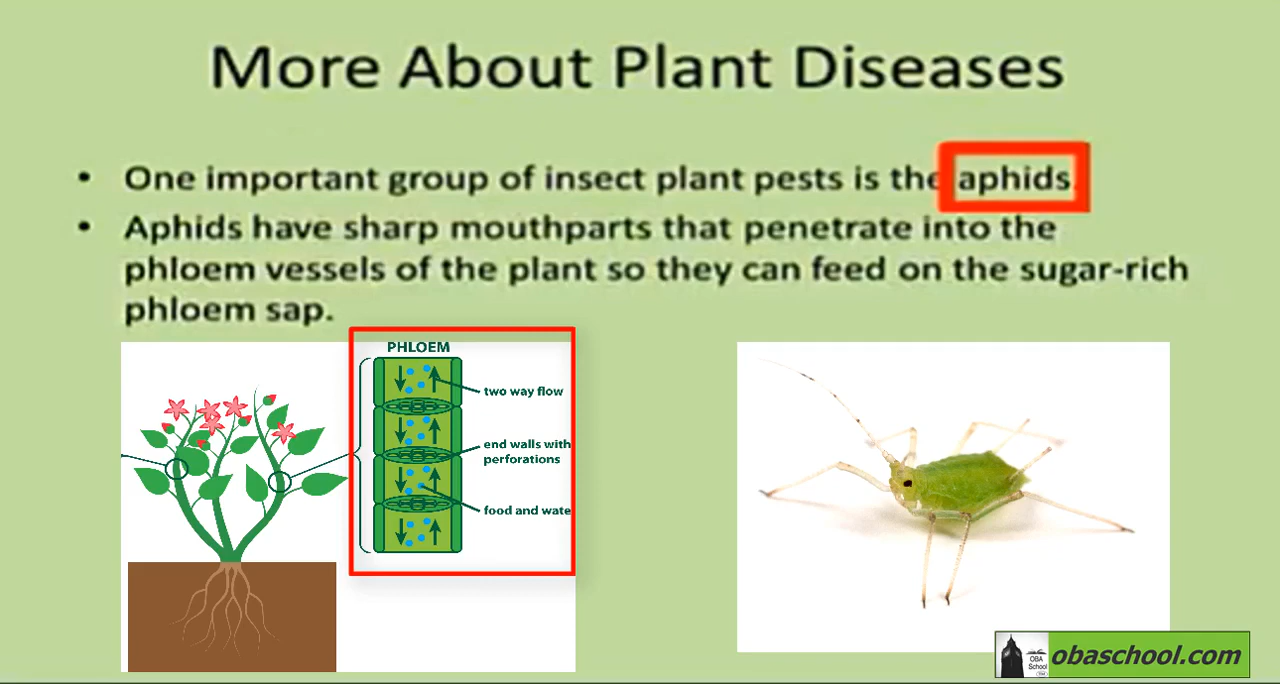 More About Plant Diseases
• One important group of insect plant pests is the aphids.
• Aphids have sharp mouthparts that penetrate into the
phloem vessels of the plant so they can feed on the sugar-rich
phloem sap.
PHLOEM
two way flow
end walls with
perforations
food and wate
OBA
School
obaschool.com